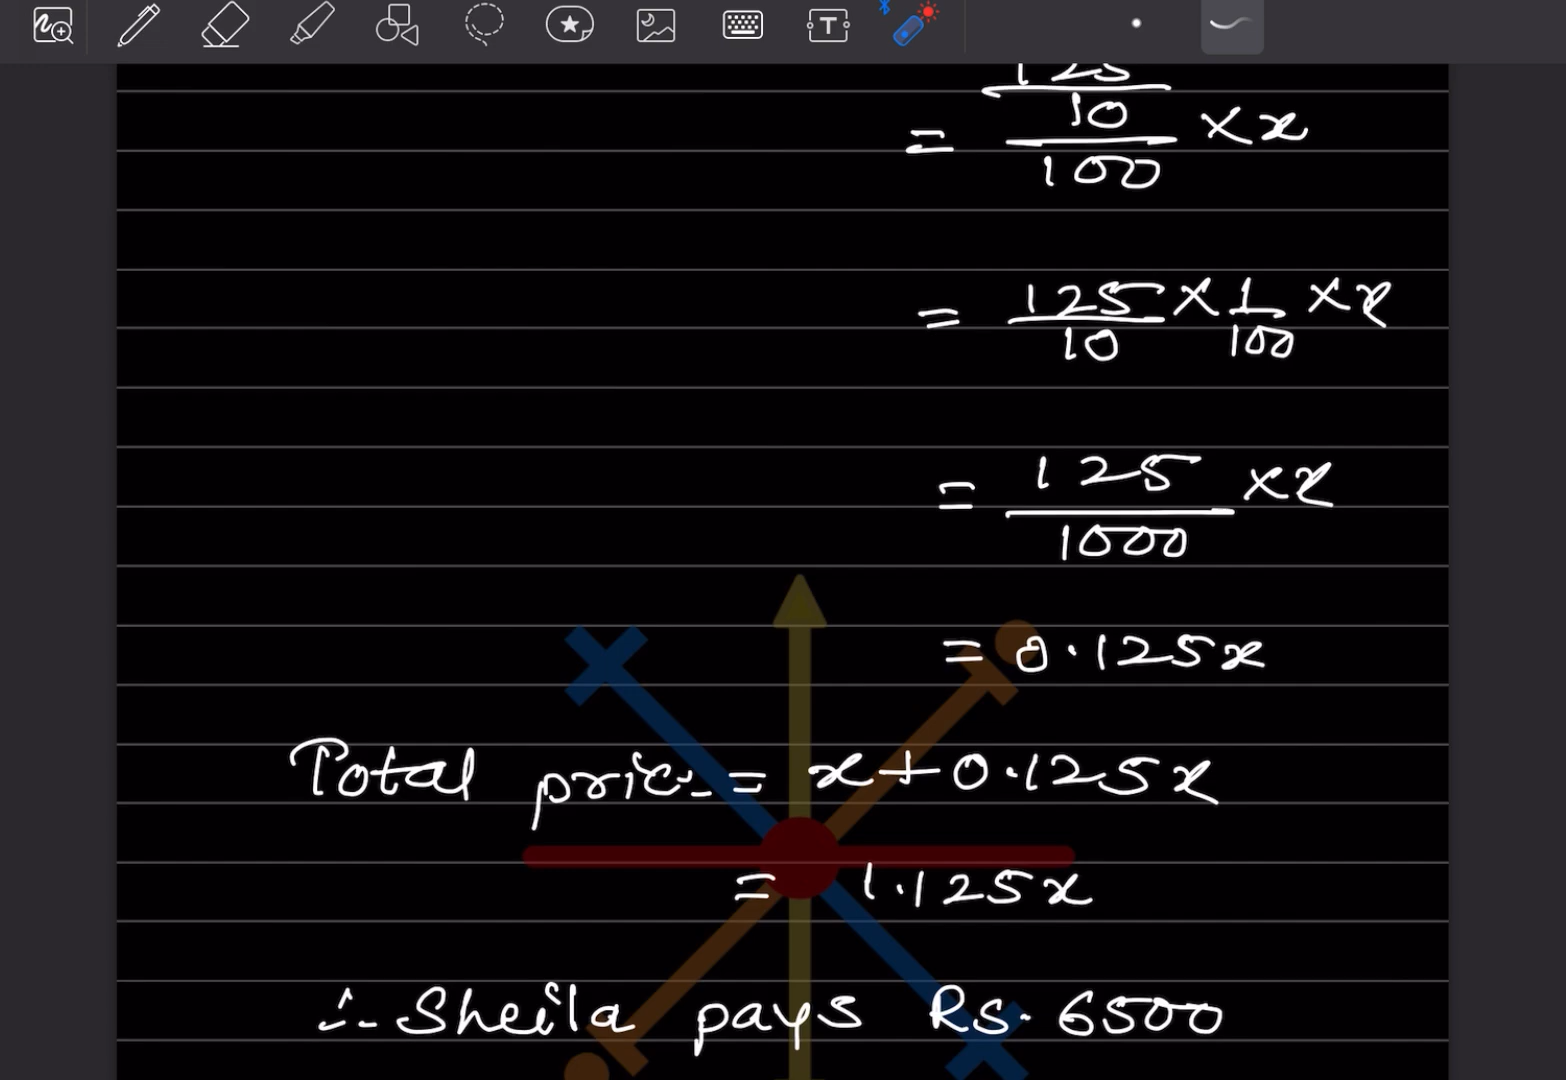 125
= 10/100 × x
= 125/10 × 1/100 × x
= 125/1000 × x
= 0.125x
Total price = x + 0.125x
= 1.125x
∴ Sheila pays Rs. 6500